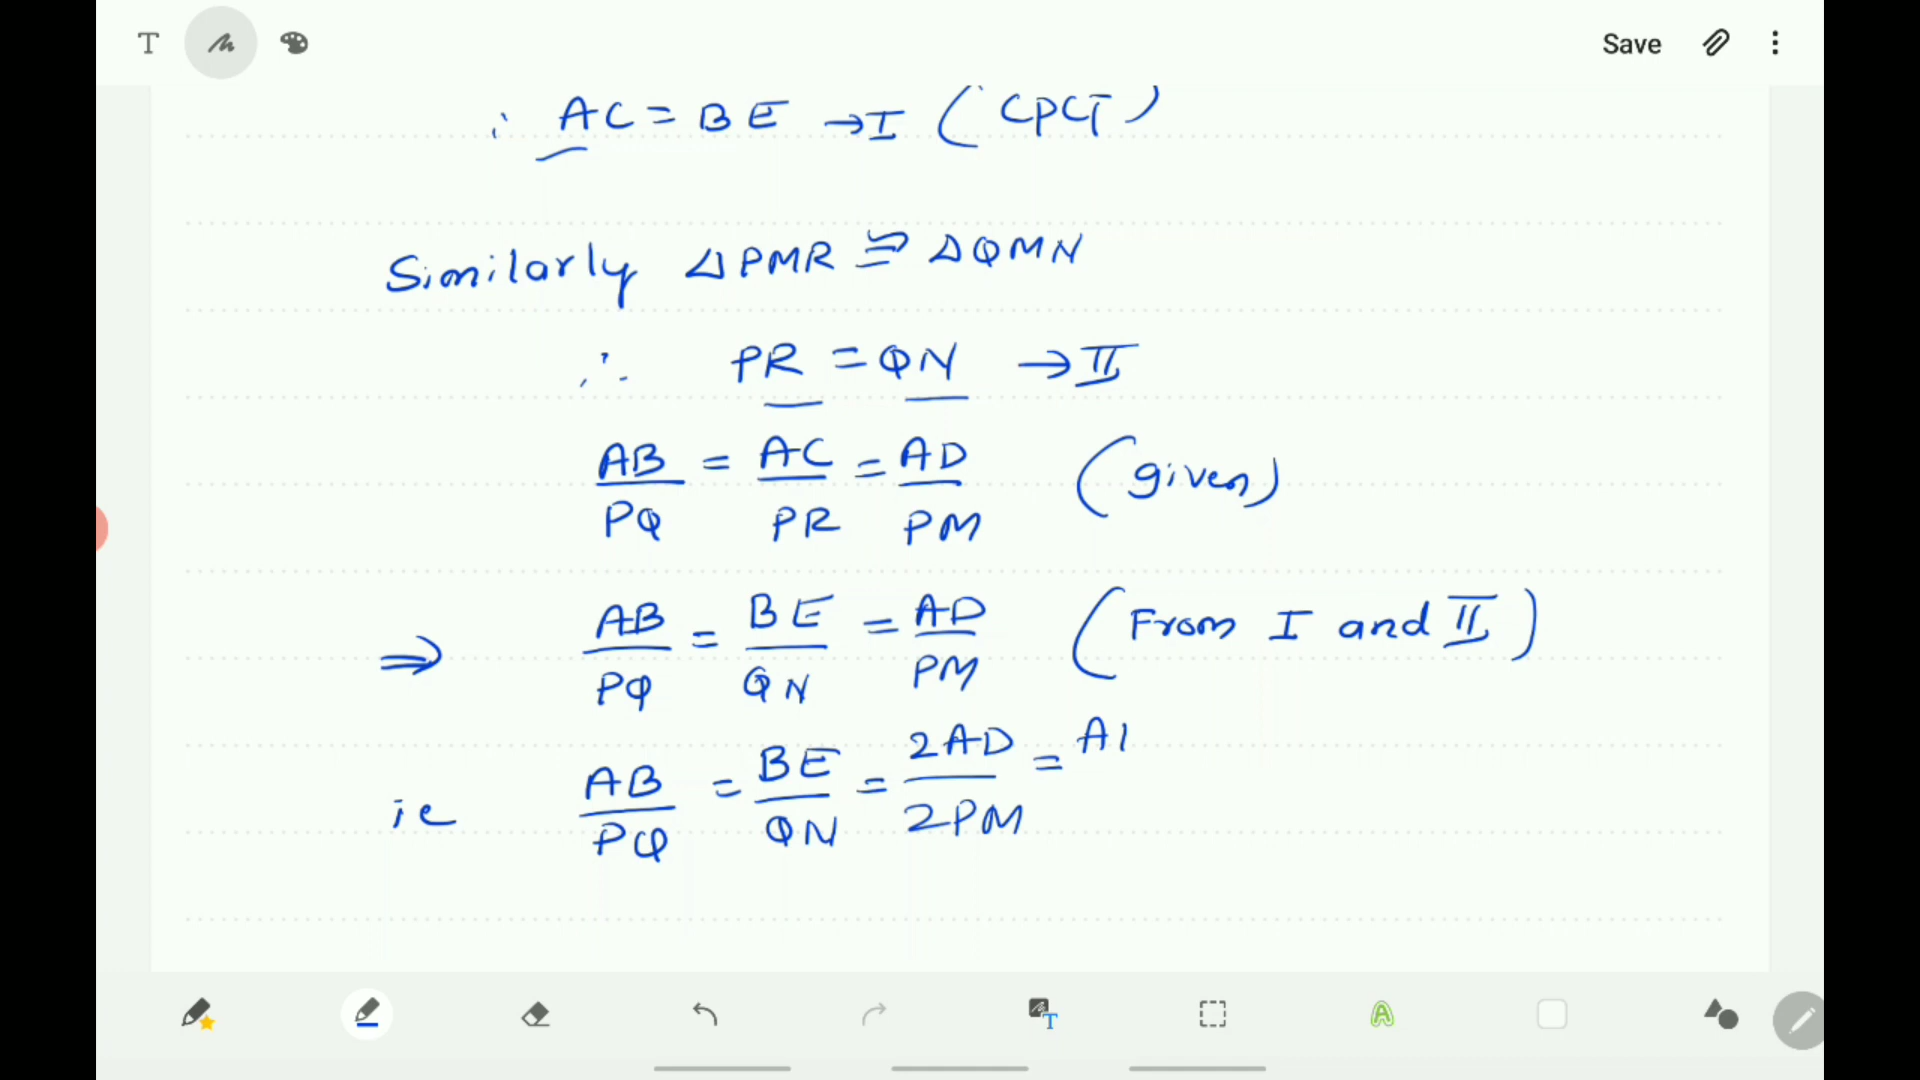 T Save
∴ AC = BE → I (CPCT)
Similarly △PMR ≅ △QMN
∴ PR = QN → II
AB/PQ = AC/PR = AD/PM (given)
⇒ AB/PQ = BE/QN = AD/PM (From I and II)
ie AB/PQ = BE/QN = 2AD/2PM = A